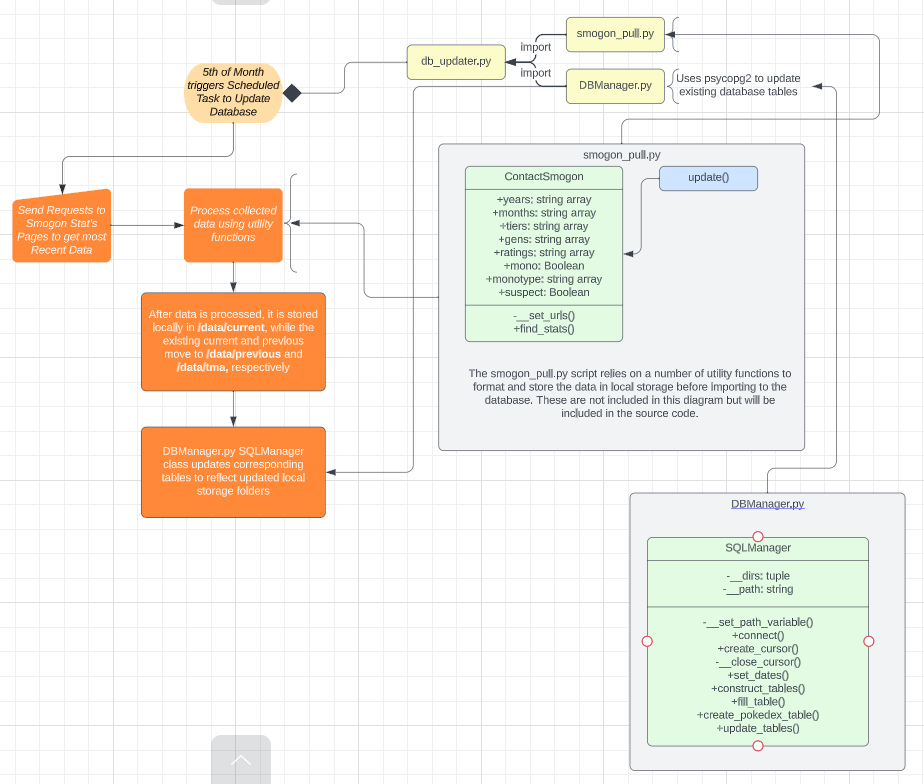 smogon_pull.py
import
db_updater.py
import
DBManager.py
Uses psycopg2 to update
existing database tables
5th of Month
triggers Scheduled
Task to Update
Database
Send Requests to
Smogon Stat's
Pages to get most
Recent Data
Process collected
data using utility
functions
After data is processed, it is stored
locally in /data/current, while the
existing current and previous
move to /data/previous and
/data/tma, respectively
DBManager.py SQLManager
class updates corresponding
tables to reflect updated local
storage folders
smogon_pull.py
ContactSmogon
+years: string array
+months: string array
+tiers: string array
+gens: string array
+ratings: string array
+mono: Boolean
+monotype: string array
+suspect: Boolean
-__set_urls()
+find_stats()
update()
The smogon_pull.py script relies on a number of utility functions to
format and store the data in local storage before importing to the
database. These are not included in this diagram but will be
included in the source code.
DBManager.py
SQLManager
-__dirs: tuple
-__path: string
-__set_path_variable()
+connect()
+create_cursor()
-__close_cursor()
+set_dates()
+construct_tables()
+fill_table()
+create_pokedex_table()
+update_tables()